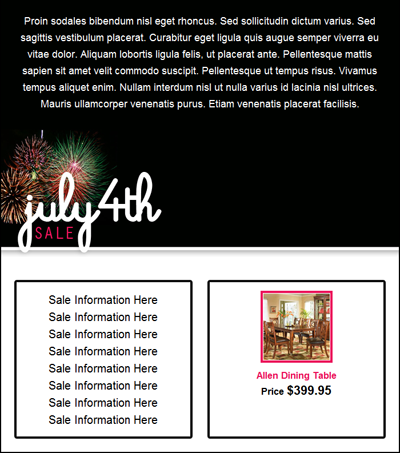 Proin sodales bibendum nisl eget rhoncus. Sed sollicitudin dictum varius. Sed
sagittis vestibulum placerat. Curabitur eget ligula quis augue semper viverra eu
vitae dolor. Aliquam lobortis ligula felis, ut placerat ante. Pellentesque mattis
sapien sit amet velit commodo suscipit. Pellentesque ut tempus risus. Vivamus
tempus aliquet enim. Nullam interdum nisl ut nulla varius id lacinia nisl ultrices.
Mauris ullamcorper venenatis purus. Etiam venenatis placerat facilisis.
july 4th
SALE
Sale Information Here
Sale Information Here
Sale Information Here
Sale Information Here
Sale Information Here
Sale Information Here
Sale Information Here
Sale Information Here
Allen Dining Table
Price $399.95